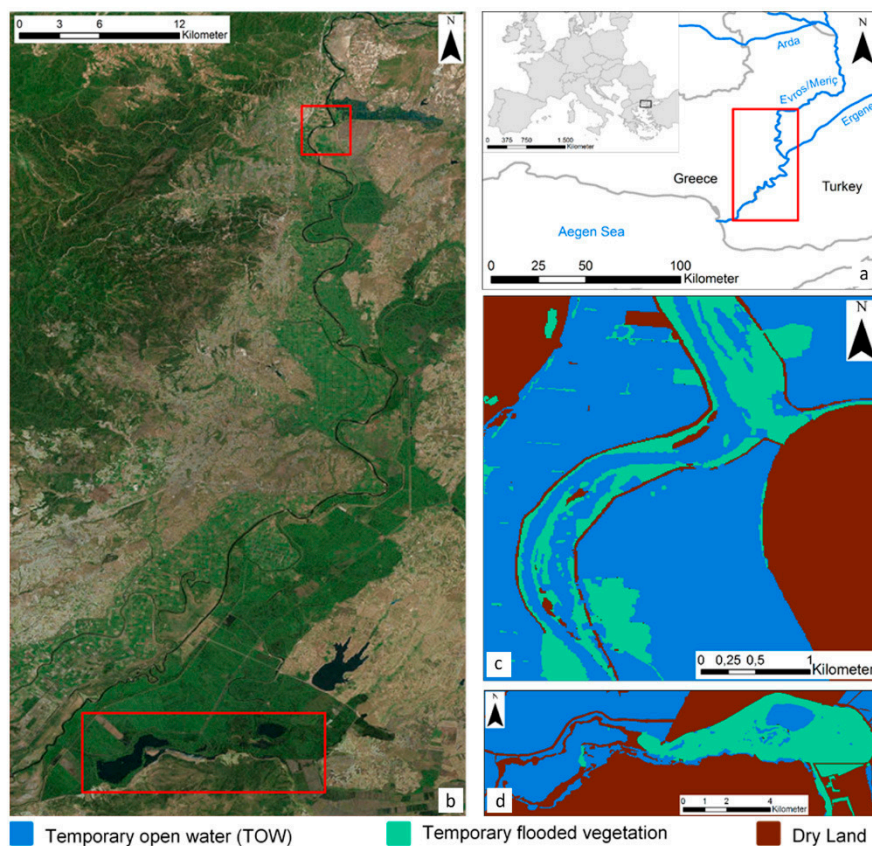 0 3 6 12
Kilometer
N
b
0 375 750 1.500
Kilometer
N
Arda
Evros/Meriç
Ergene
Greece
Turkey
Aegen Sea
0 25 50 100
Kilometer
a
N
c
0 0,25 0,5 1
Kilometer
N
d
0 1 2 4
Kilometer
Temporary open water (TOW)
Temporary flooded vegetation
Dry Land